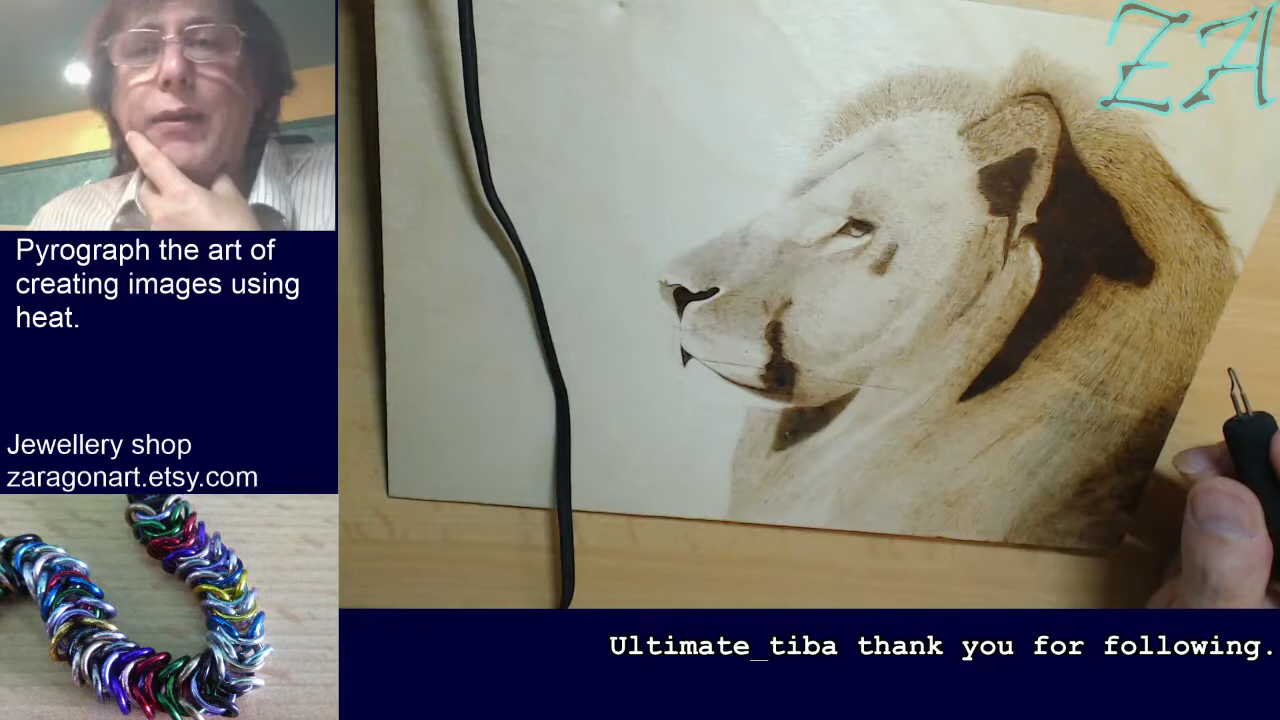 ZA
Pyrograph the art of
creating images using
heat.
Jewellery shop
zaragonart.etsy.com
Ultimate_tiba thank you for following.